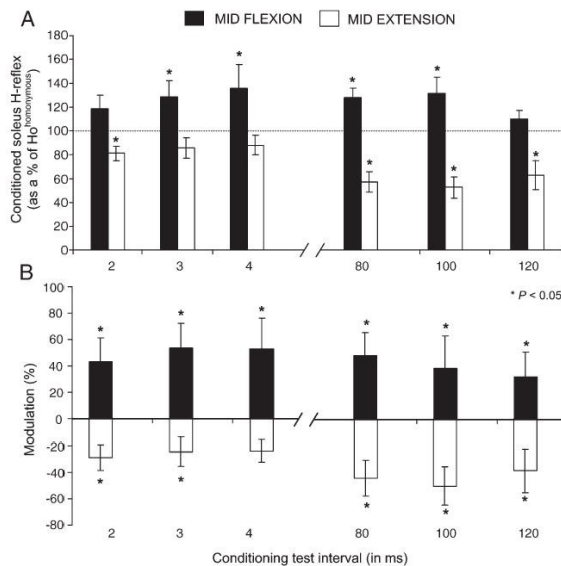 A
MID FLEXION MID EXTENSION
Conditioned soleus H-reflex
(as a % of Ho homonymous)
180
160
140
120
100
80
60
40
20
0
* * * *
* * * *
2 3 4 80 100 120
B
* P < 0.05
Modulation (%)
100
80
60
40
20
0
-20
-40
-60
-80
* * * * * *
* * * * *
2 3 4 80 100 120
Conditioning test interval (in ms)